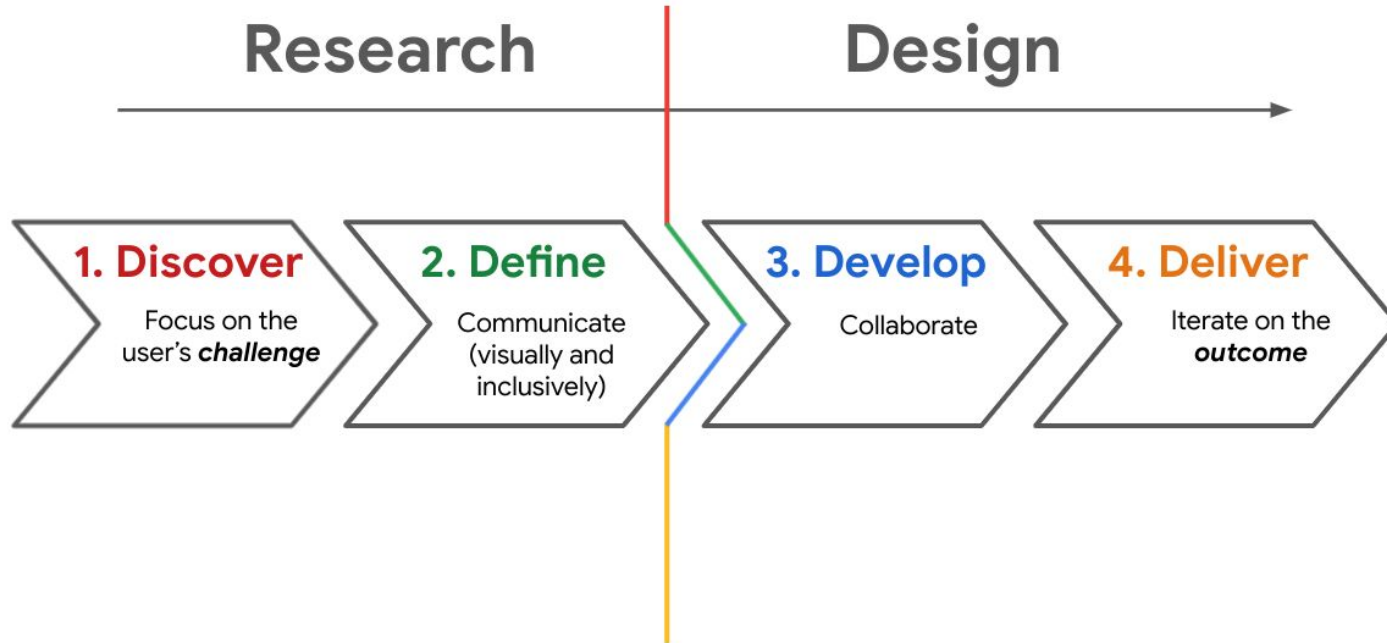 Research
Design
1. Discover
Focus on the
user's challenge
2. Define
Communicate
(visually and
inclusively)
3. Develop
Collaborate
4. Deliver
Iterate on the
outcome